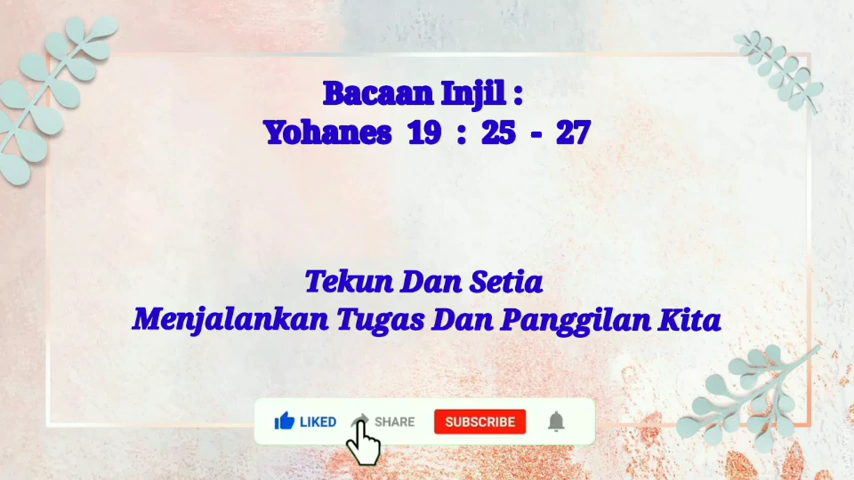 Bacaan Injil :
Yohanes 19 : 25 - 27
Tekun Dan Setia
Menjalankan Tugas Dan Panggilan Kita
LIKED SHARE SUBSCRIBE